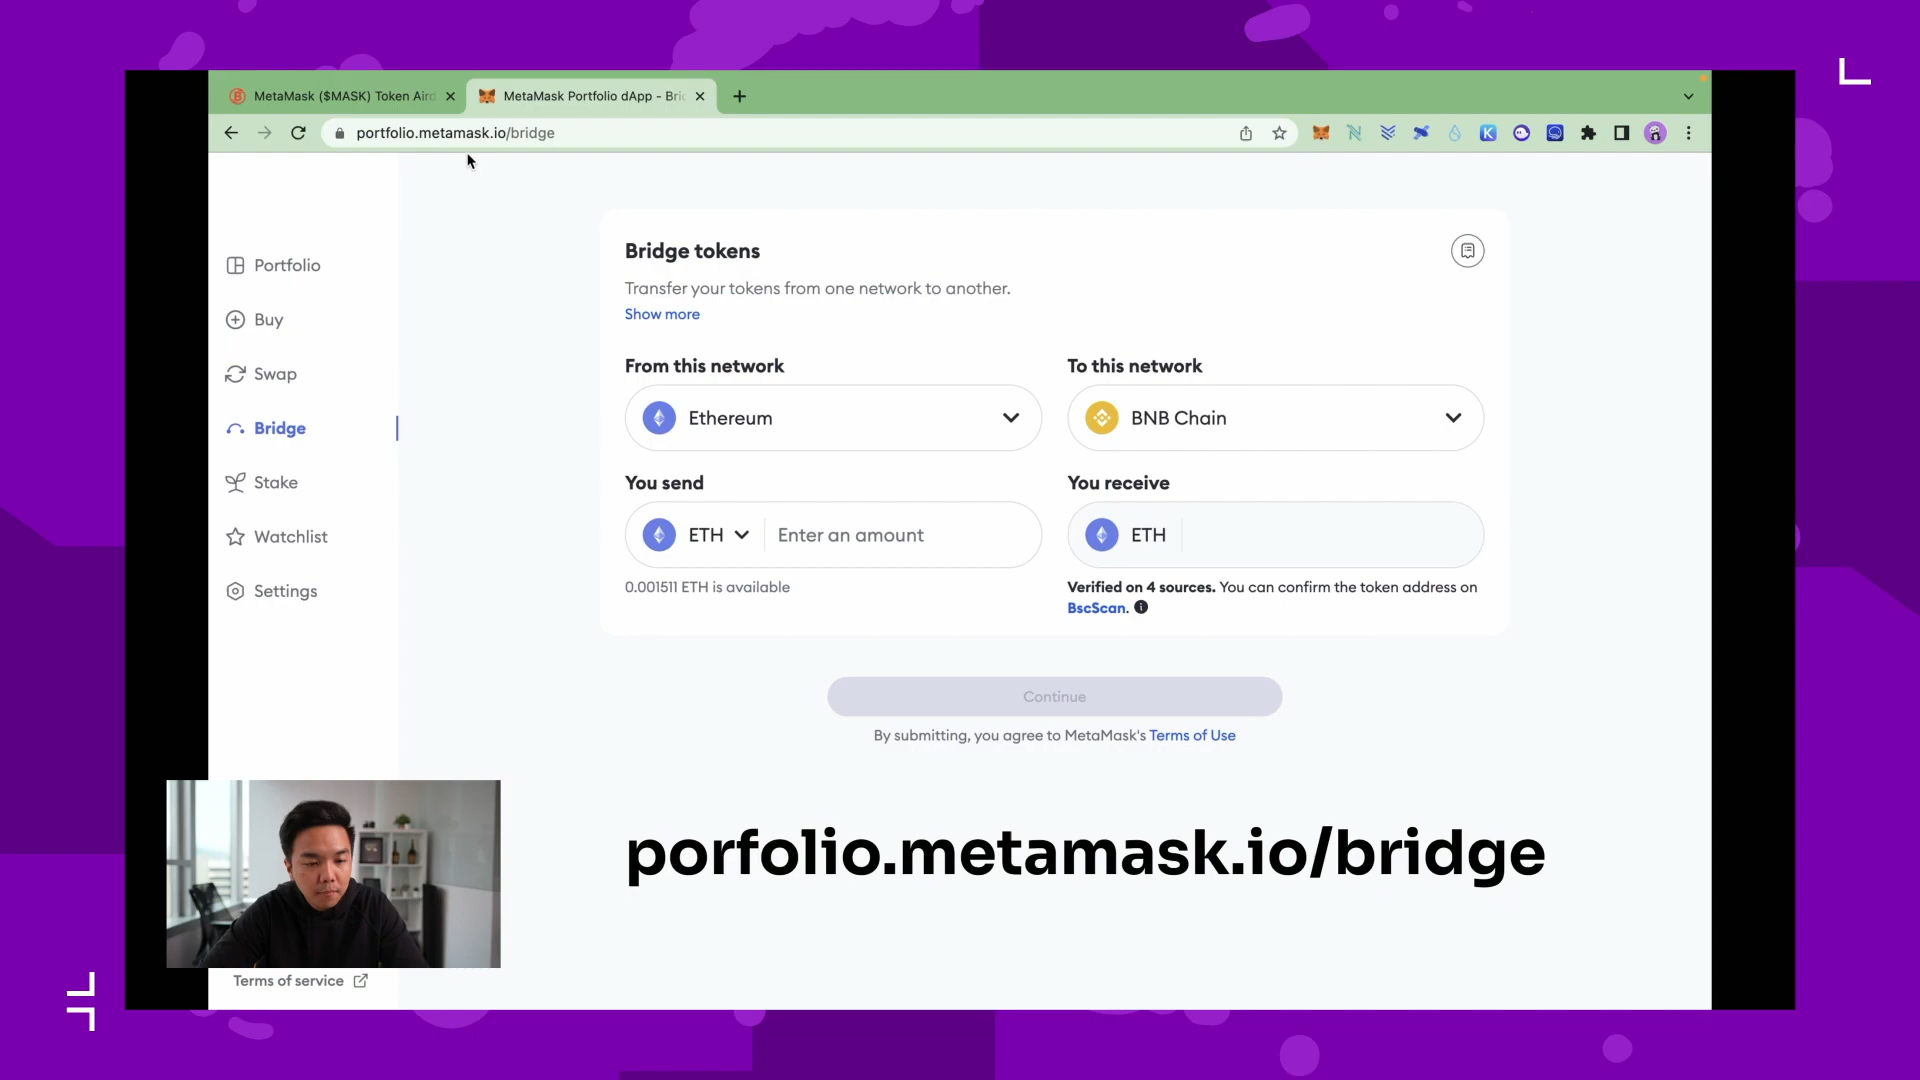 MetaMask ($MASK) Token Aird
MetaMask Portfolio dApp - Bri
portfolio.metamask.io/bridge
Portfolio
Buy
Swap
Bridge
Stake
Watchlist
Settings
Terms of service
Bridge tokens
Transfer your tokens from one network to another.
Show more
From this network
To this network
Ethereum
BNB Chain
You send
You receive
ETH
Enter an amount
ETH
0.001511 ETH is available
Verified on 4 sources. You can confirm the token address on
BscScan.
Continue
By submitting, you agree to MetaMask's Terms of Use
porfolio.metamask.io/bridge